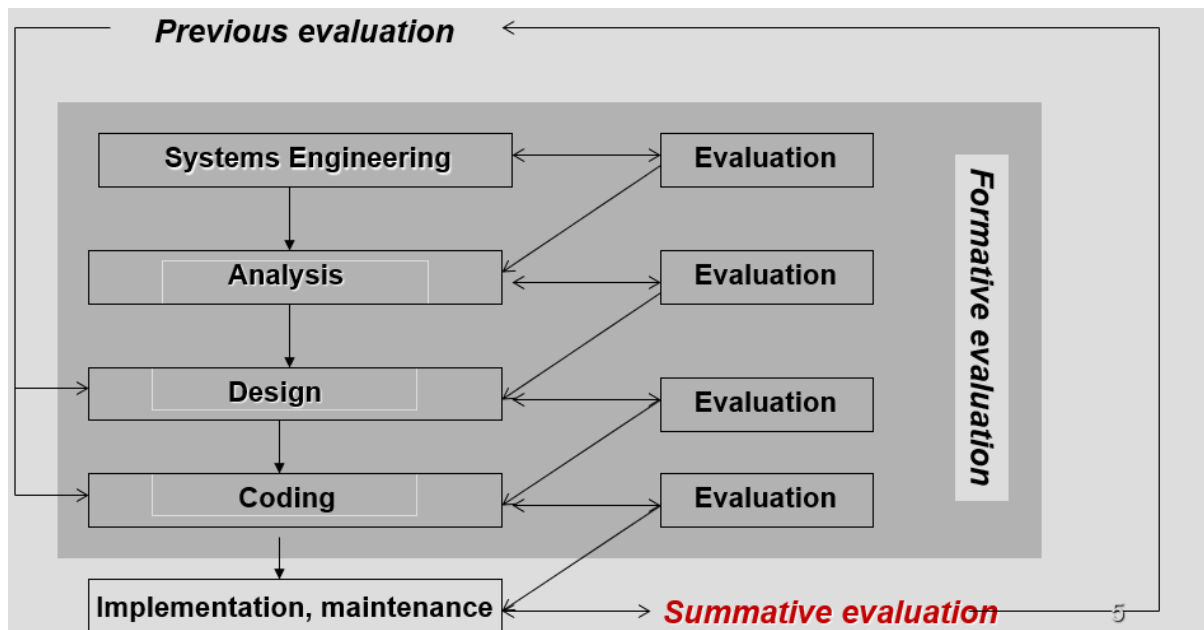 Previous evaluation
Systems Engineering
Evaluation
Analysis
Evaluation
Design
Evaluation
Coding
Evaluation
Formative evaluation
Implementation, maintenance
Summative evaluation
5